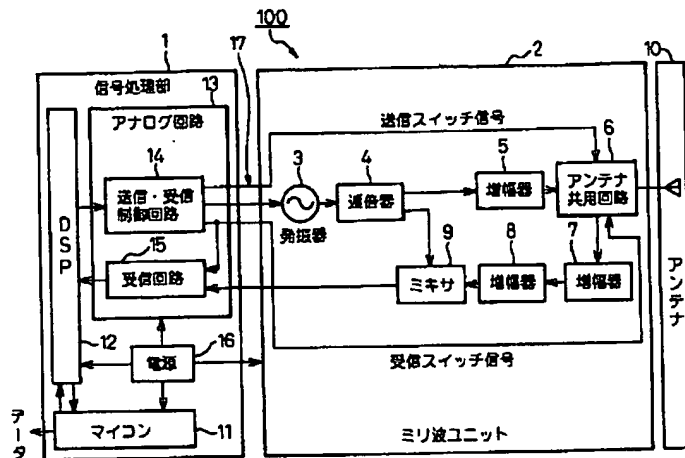 100
1
17
2
10
信号処理部
13
アナログ回路
送信スイッチ信号
14
送信・受信
制御回路
3
発振器
4
逓倍器
5
増幅器
6
アンテナ
共用回路
DSP
15
受信回路
9
ミキサ
8
増幅器
7
増幅器
アンテナ
12
電源
16
受信スイッチ信号
データ
マイコン
11
ミリ波ユニット